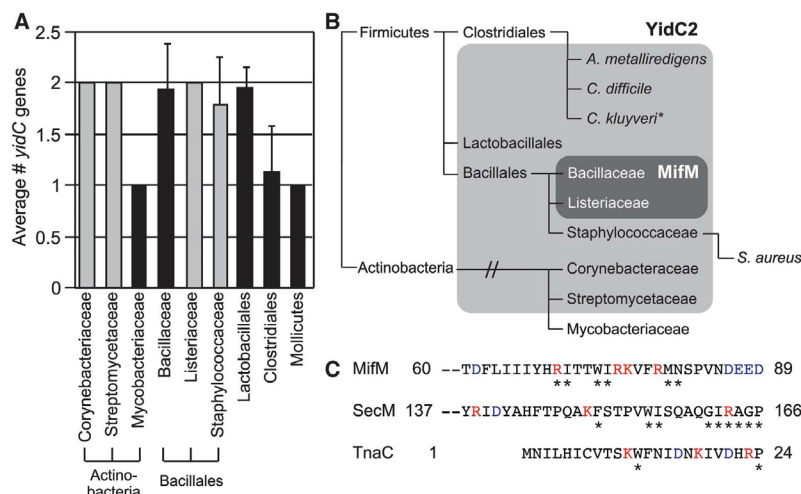 A
Average # yidC genes
2.5
2
1.5
1
0.5
0
Corynebacteriaceae
Streptomycetaceae
Mycobacteriaceae
Bacillaceae
Listeriaceae
Staphylococcaceae
Lactobacillales
Clostridiales
Mollicutes
Actino-
bacteria
Bacillales
B
YidC2
Firmicutes
Clostridiales
A. metalliredigens
C. difficile
C. kluyveri*
Lactobacillales
Bacillales
Bacillaceae
MifM
Listeriaceae
Staphylococcaceae
S. aureus
Actinobacteria
//
Corynebacteraceae
Streptomycetaceae
Mycobacteriaceae
C
MifM 60 --TDFLIIIIYHRITTWIRKVFRMNSPVNDEED 89
** ** **
SecM 137 --YRIDYAHFTPQAKFSTPVWISQAQGIRAGP 166
* ** ******
TnaC 1 MNILHICVTSKWFNIDNKIVDHRP 24
* *